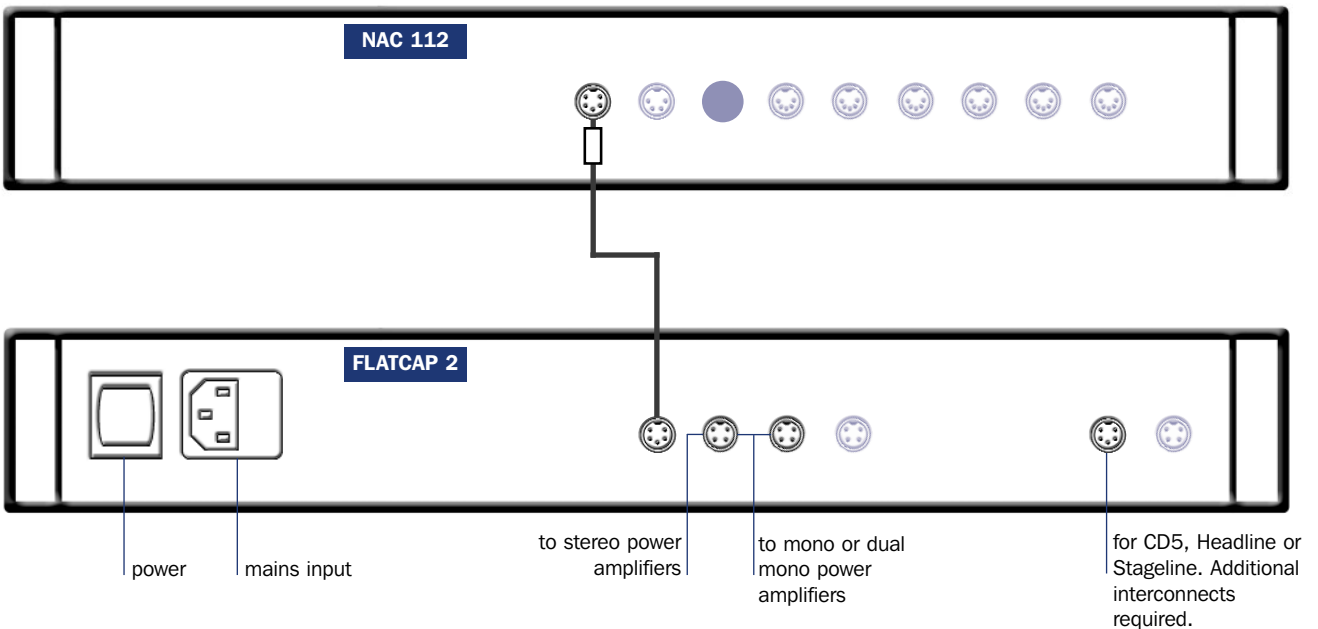 NAC 112
FLATCAP 2
power
mains input
to stereo power
amplifiers
to mono or dual
mono power
amplifiers
for CD5, Headline or
Stageline. Additional
interconnects
required.